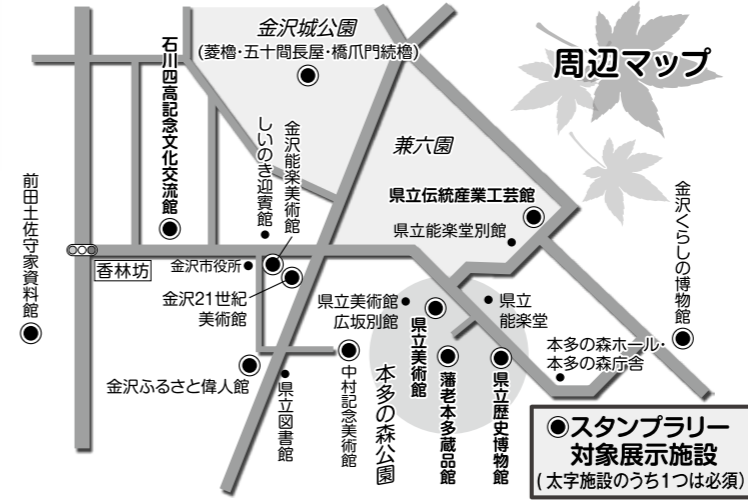 金沢城公園
(菱櫓・五十間長屋・橋爪門続櫓)
周辺マップ
石川四高記念文化交流館
しいのき迎賓館
金沢能楽美術館
兼六園
県立伝統産業工芸館
県立能楽堂別館
金沢くらしの博物館
前田土佐守家資料館
香林坊
金沢市役所
金沢21世紀
美術館
県立美術館
広坂別館
県立
能楽堂
県立美術館
本多の森ホール・
本多の森庁舎
金沢ふるさと偉人館
県立図書館
中村記念美術館
本多の森公園
藩老本多蔵品館
県立歴史博物館
スタンプラリー
対象展示施設
(太字施設のうち1つは必須)